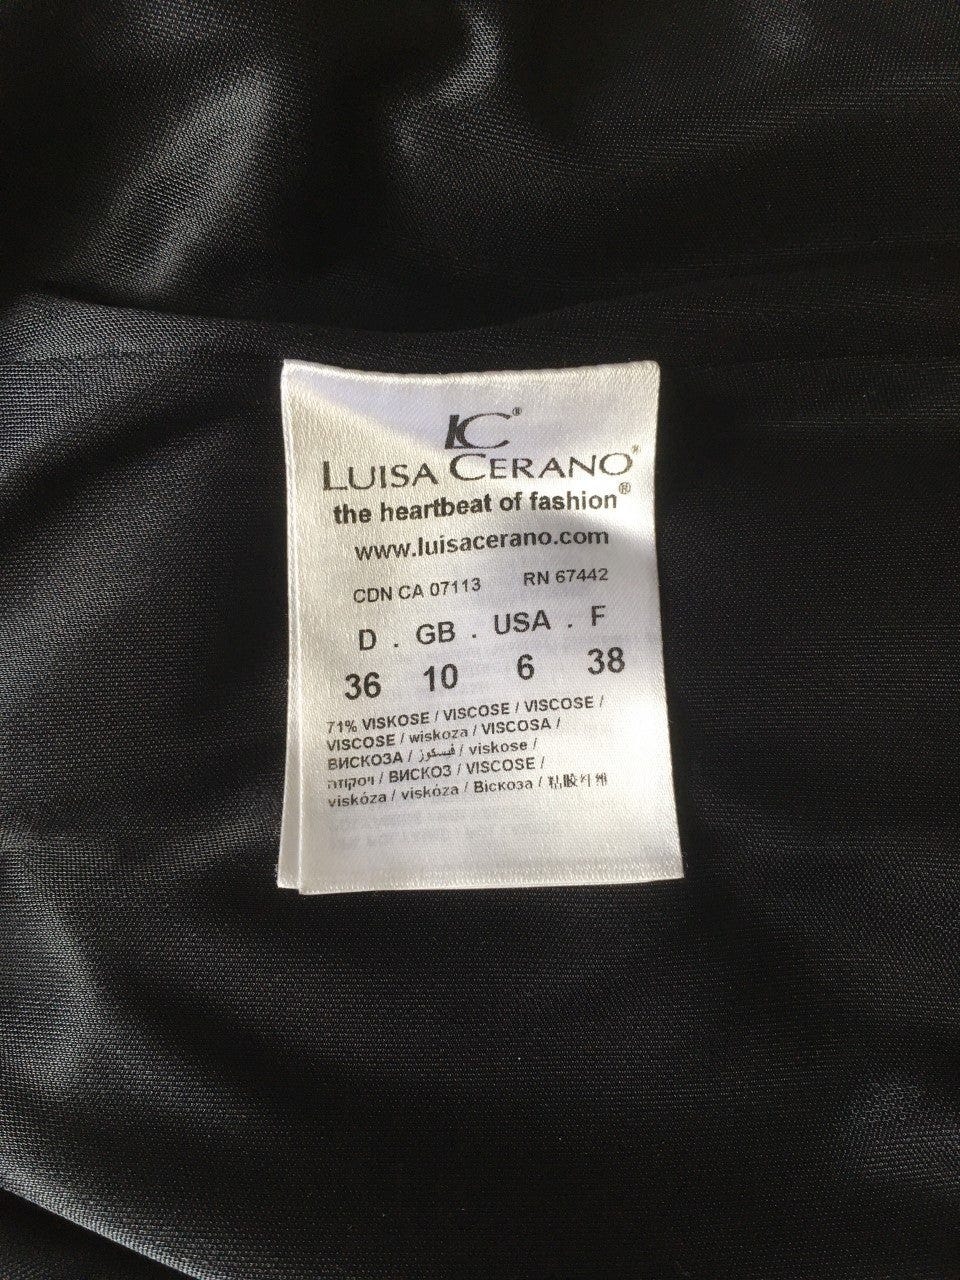 LC®
LUISA CERANO®
the heartbeat of fashion®
www.luisacerano.com
CDN CA 07113 RN 67442
D . GB . USA . F
36 10 6 38
71% VISKOSE / VISCOSE / VISCOSE /
VISCOSE / wiskoza / VISCOSA /
ВИСКОЗА / فسكوز / viskose /
ויסקוזה / ВИСКОЗ / VISCOSE /
viskóza / viskóza / Віскоза / 粘胶纤维